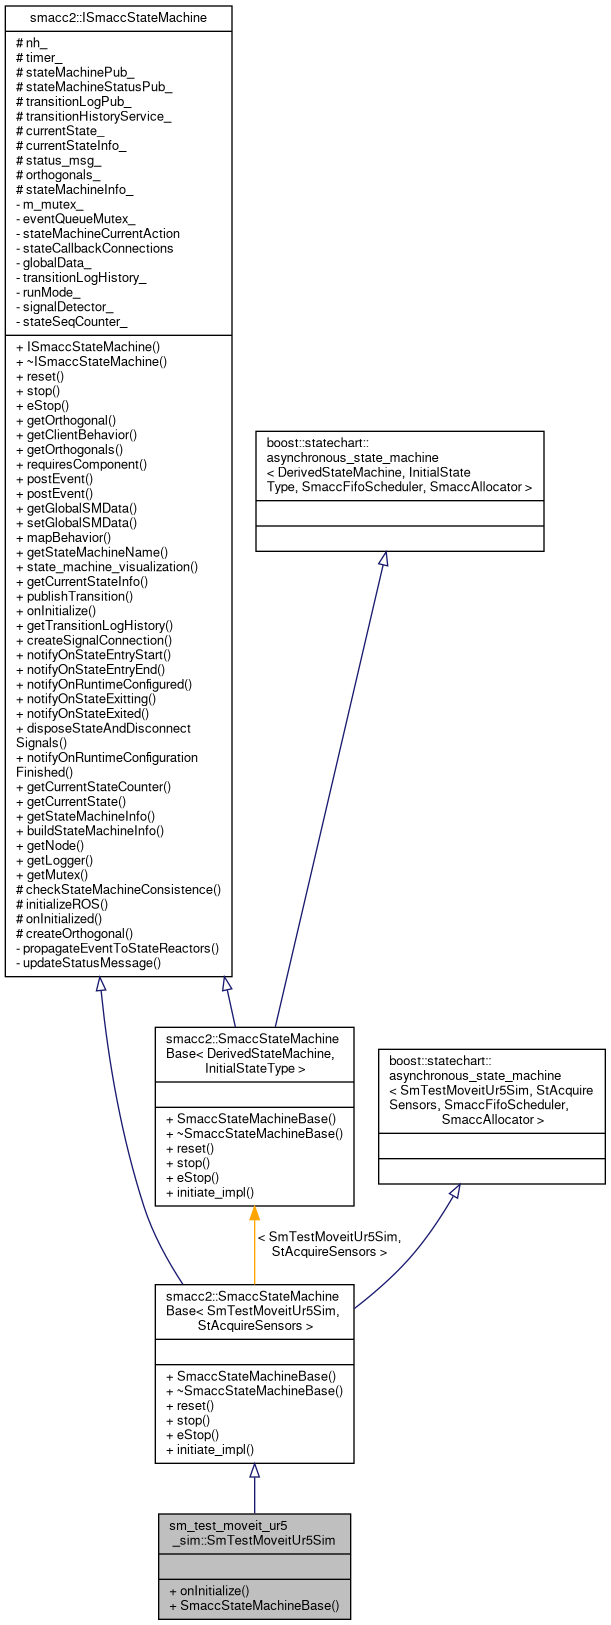 smacc2::ISmaccStateMachine
# nh_
# timer_
# stateMachinePub_
# stateMachineStatusPub_
# transitionLogPub_
# transitionHistoryService_
# currentState_
# currentStateInfo_
# status_msg_
# orthogonals_
# stateMachineInfo_
- m_mutex_
- eventQueueMutex_
- stateMachineCurrentAction
- stateCallbackConnections
- globalData_
- transitionLogHistory_
- runMode_
- signalDetector_
- stateSeqCounter_
+ ISmaccStateMachine()
+ ~ISmaccStateMachine()
+ reset()
+ stop()
+ eStop()
+ getOrthogonal()
+ getClientBehavior()
+ getOrthogonals()
+ requiresComponent()
+ postEvent()
+ postEvent()
+ getGlobalSMData()
+ setGlobalSMData()
+ mapBehavior()
+ getStateMachineName()
+ state_machine_visualization()
+ getCurrentStateInfo()
+ publishTransition()
+ onInitialize()
+ getTransitionLogHistory()
+ createSignalConnection()
+ notifyOnStateEntryStart()
+ notifyOnStateEntryEnd()
+ notifyOnRuntimeConfigured()
+ notifyOnStateExitting()
+ notifyOnStateExited()
+ disposeStateAndDisconnect
Signals()
+ notifyOnRuntimeConfiguration
Finished()
+ getCurrentStateCounter()
+ getCurrentState()
+ getStateMachineInfo()
+ buildStateMachineInfo()
+ getNode()
+ getLogger()
+ getMutex()
# checkStateMachineConsistence()
# initializeROS()
# onInitialized()
# createOrthogonal()
- propagateEventToStateReactors()
- updateStatusMessage()
boost::statechart::
asynchronous_state_machine
< DerivedStateMachine, InitialState
Type, SmaccFifoScheduler, SmaccAllocator >
smacc2::SmaccStateMachine
Base< DerivedStateMachine,
InitialStateType >
+ SmaccStateMachineBase()
+ ~SmaccStateMachineBase()
+ reset()
+ stop()
+ eStop()
+ initiate_impl()
boost::statechart::
asynchronous_state_machine
< SmTestMoveitUr5Sim, StAcquire
Sensors, SmaccFifoScheduler,
SmaccAllocator >
< SmTestMoveitUr5Sim,
StAcquireSensors >
smacc2::SmaccStateMachine
Base< SmTestMoveitUr5Sim,
StAcquireSensors >
+ SmaccStateMachineBase()
+ ~SmaccStateMachineBase()
+ reset()
+ stop()
+ eStop()
+ initiate_impl()
sm_test_moveit_ur5
_sim::SmTestMoveitUr5Sim
+ onInitialize()
+ SmaccStateMachineBase()